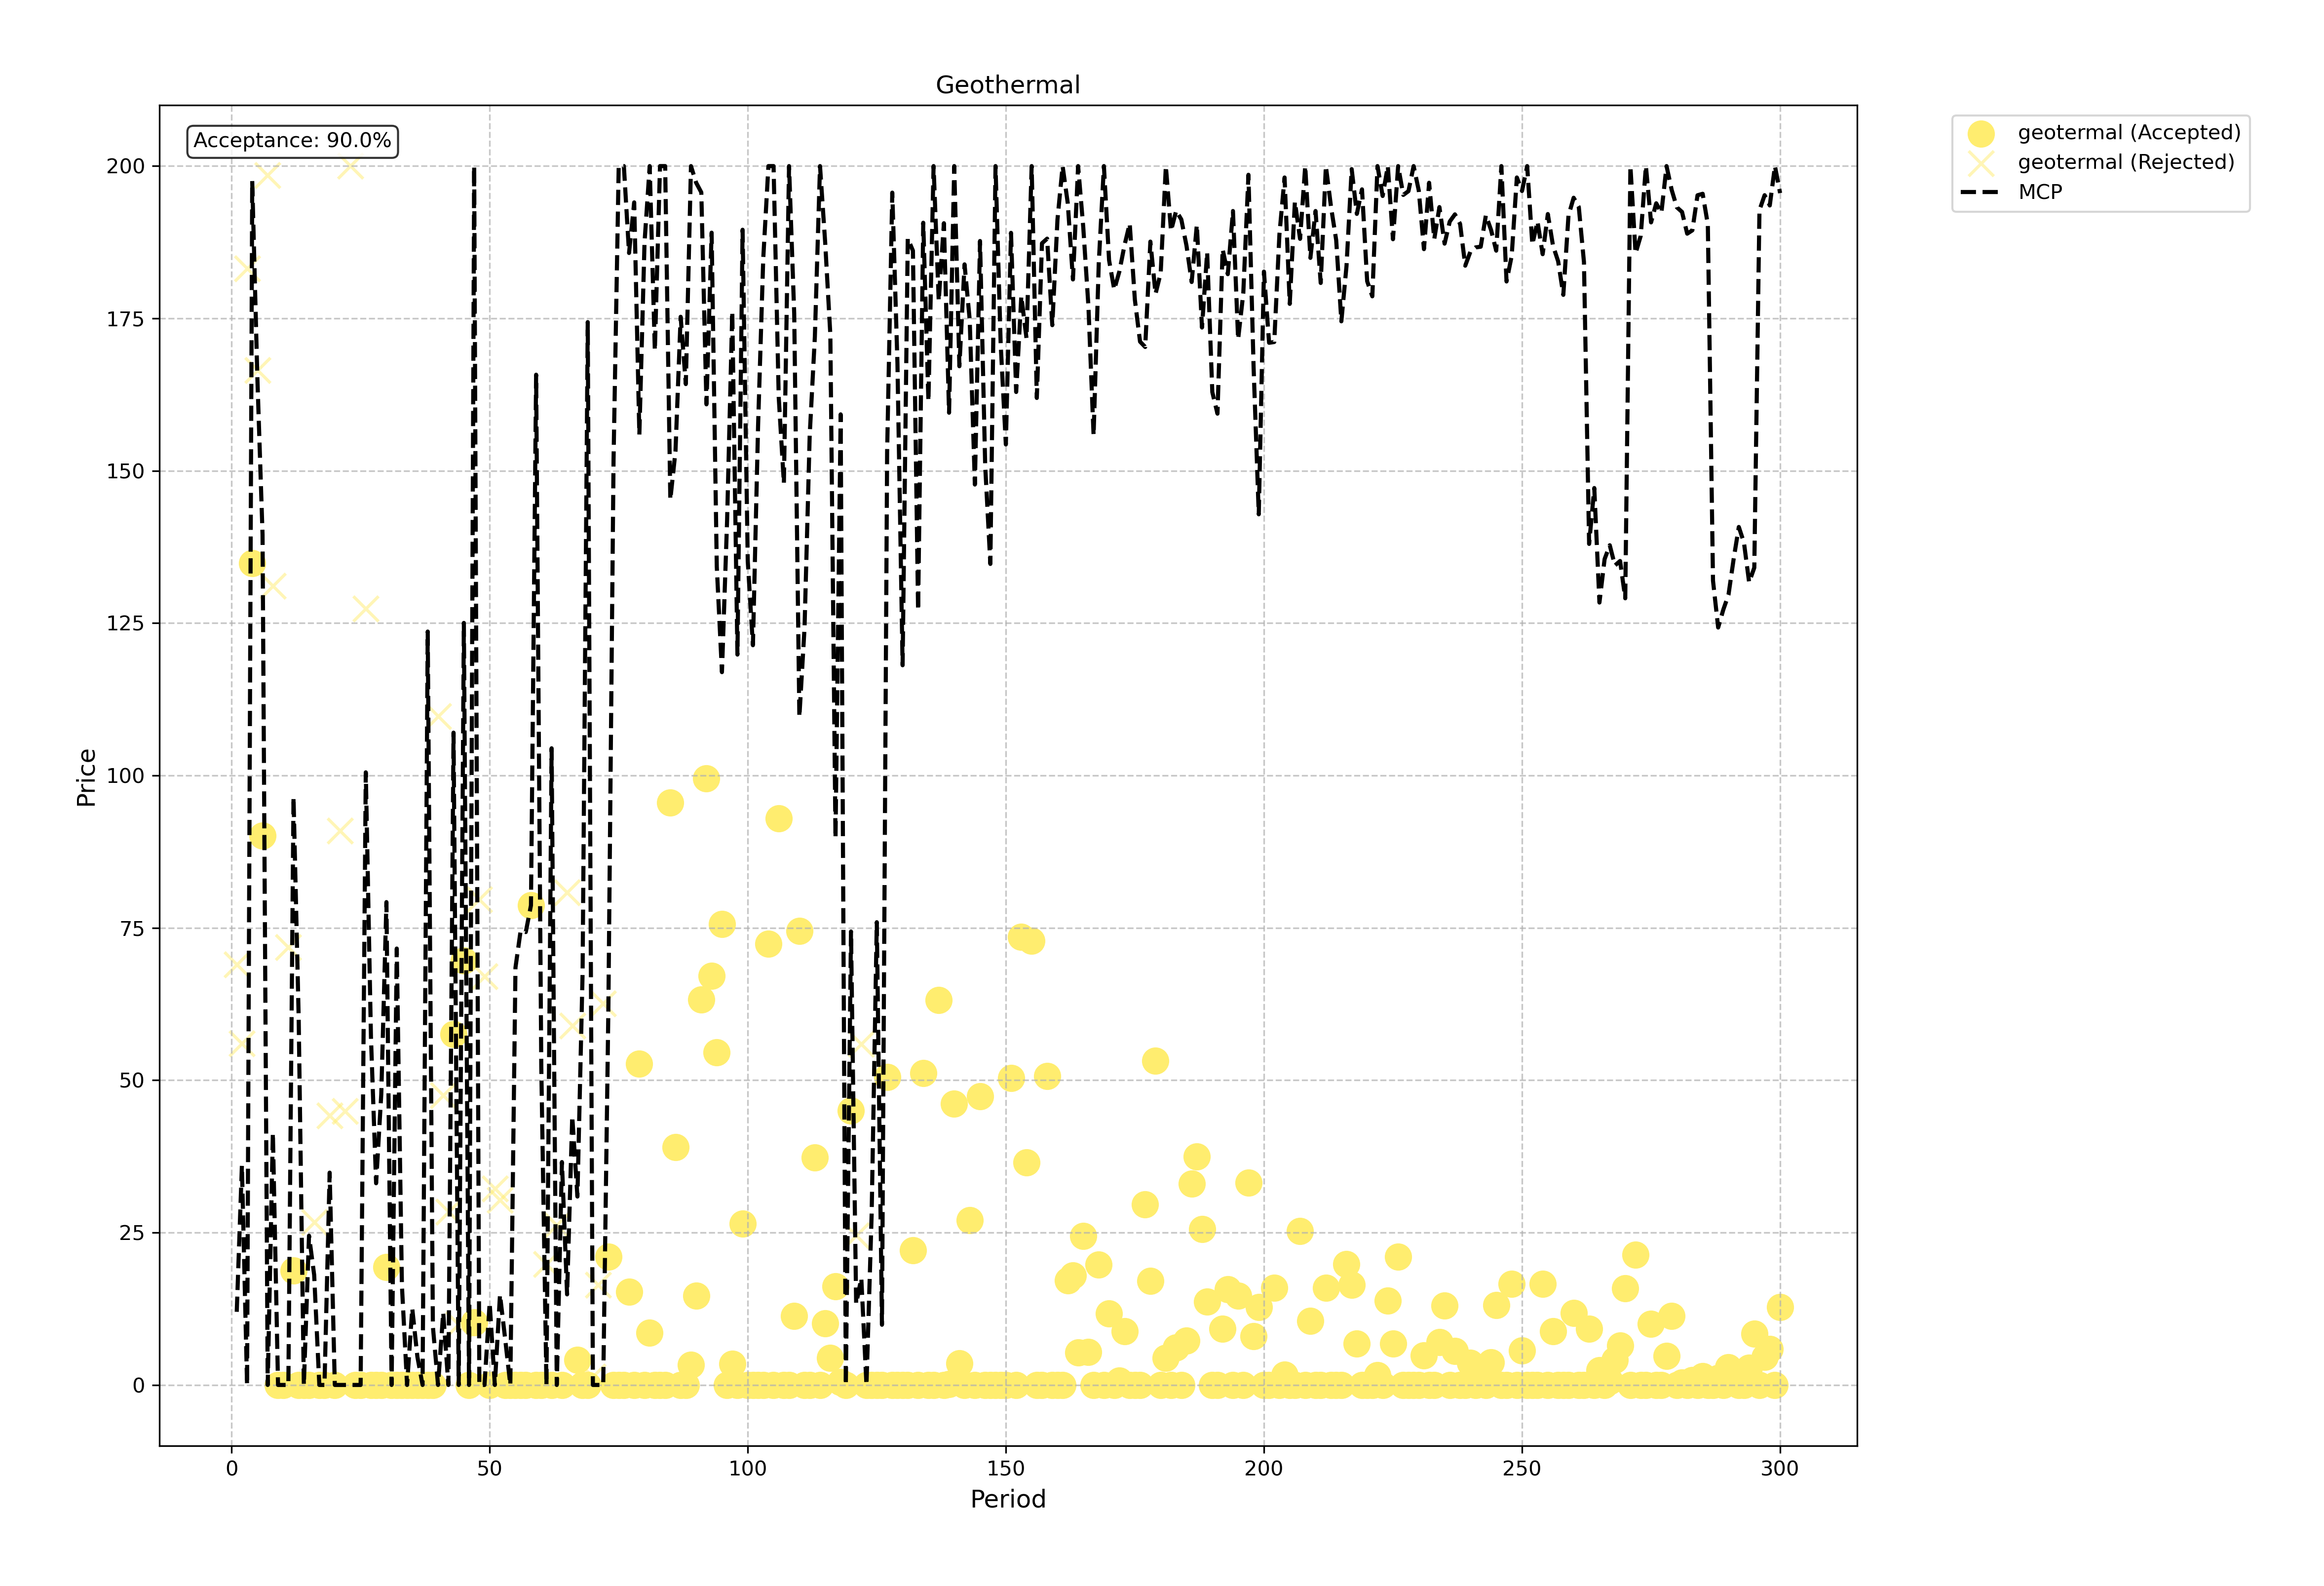 Geothermal
Acceptance: 90.0%
geotermal (Accepted)
geotermal (Rejected)
MCP
200
175
150
125
100
75
50
25
0
Price
0 50 100 150 200 250 300
Period